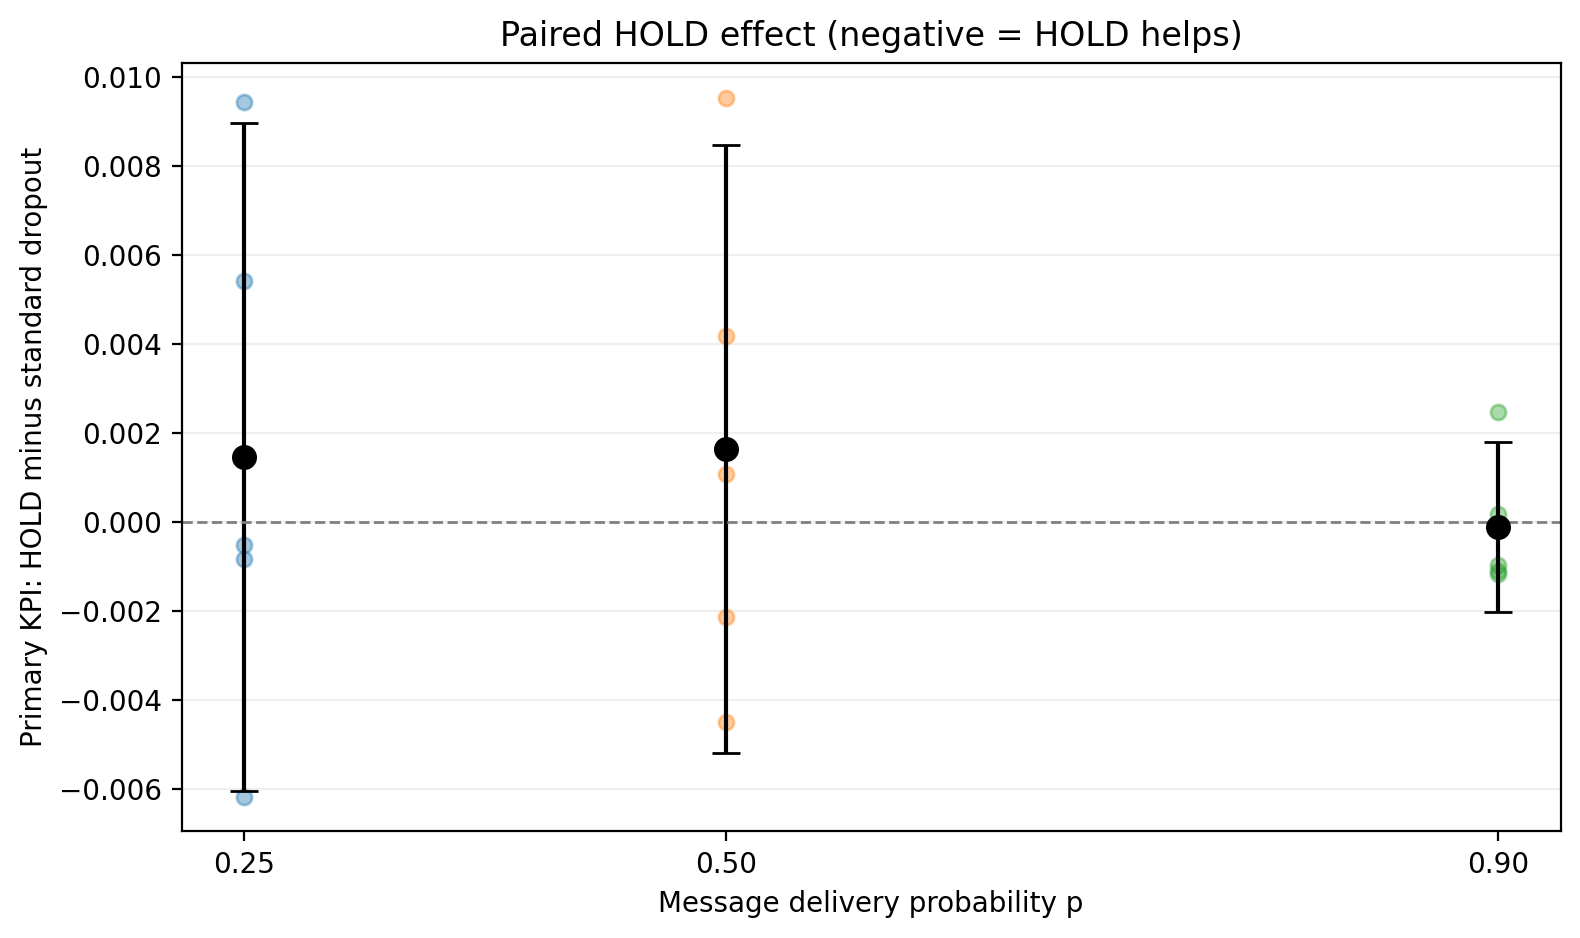 Paired HOLD effect (negative = HOLD helps)
Primary KPI: HOLD minus standard dropout
0.010
0.008
0.006
0.004
0.002
0.000
−0.002
−0.004
−0.006
0.25 0.50 0.90
Message delivery probability p